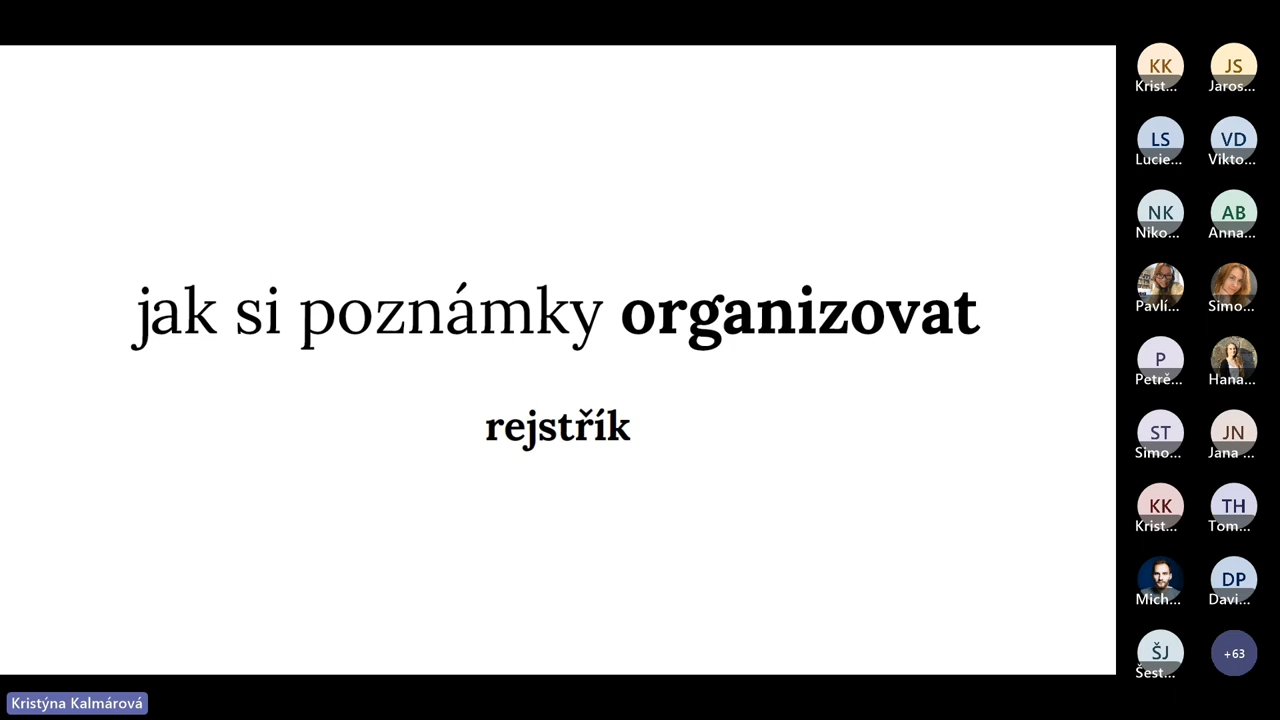 jak si poznámky organizovat
rejstřík
KK
JS
Krist...
Jaros...
LS
VD
Lucie...
Vikto...
NK
AB
Niko...
Anna...
Pavlí...
Simo...
P
Petrě...
Hana...
ST
JN
Simo...
Jana ...
KK
TH
Krist...
Tom...
DP
Mich...
Davi...
ŠJ
+63
Šest...
Kristýna Kalmárová